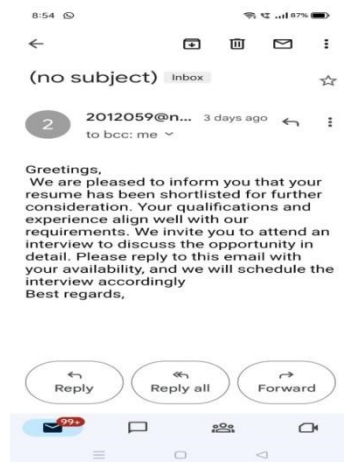 8:54 87%
(no subject) Inbox
2
2012059@n... 3 days ago
to bcc: me
Greetings,
We are pleased to inform you that your
resume has been shortlisted for further
consideration. Your qualifications and
experience align well with our
requirements. We invite you to attend an
interview to discuss the opportunity in
detail. Please reply to this email with
your availability, and we will schedule the
interview accordingly
Best regards,
Reply Reply all Forward
99+